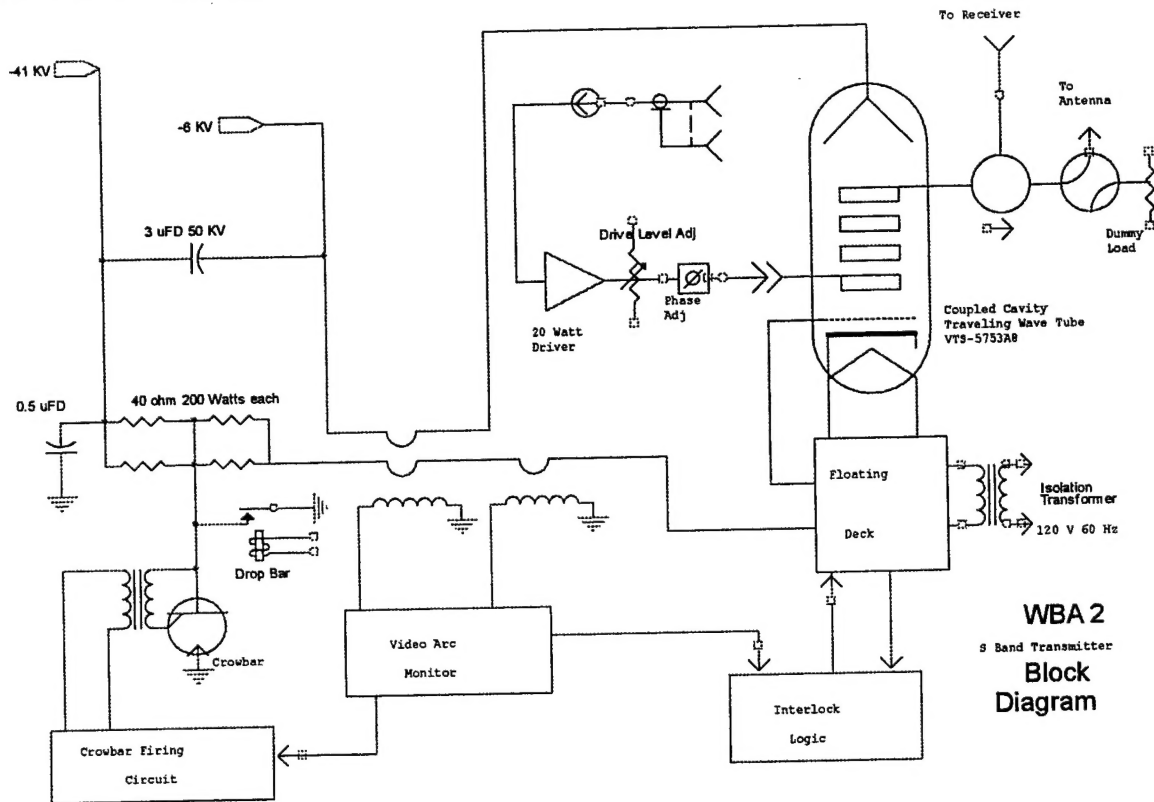 To Receiver
-41 KV
To
Antenna
-6 KV
3 uFD 50 KV
Drive Level Adj
Dummy
Load
Phase
Adj
20 Watt
Driver
Coupled Cavity
Traveling Wave Tube
VTS-5753A8
0.5 uFD
40 ohm 200 Watts each
Floating
Deck
Isolation
Transformer
120 V 60 Hz
Drop Bar
Crowbar
Video Arc
Monitor
WBA 2
S Band Transmitter
Block
Diagram
Interlock
Logic
Crowbar Firing
Circuit